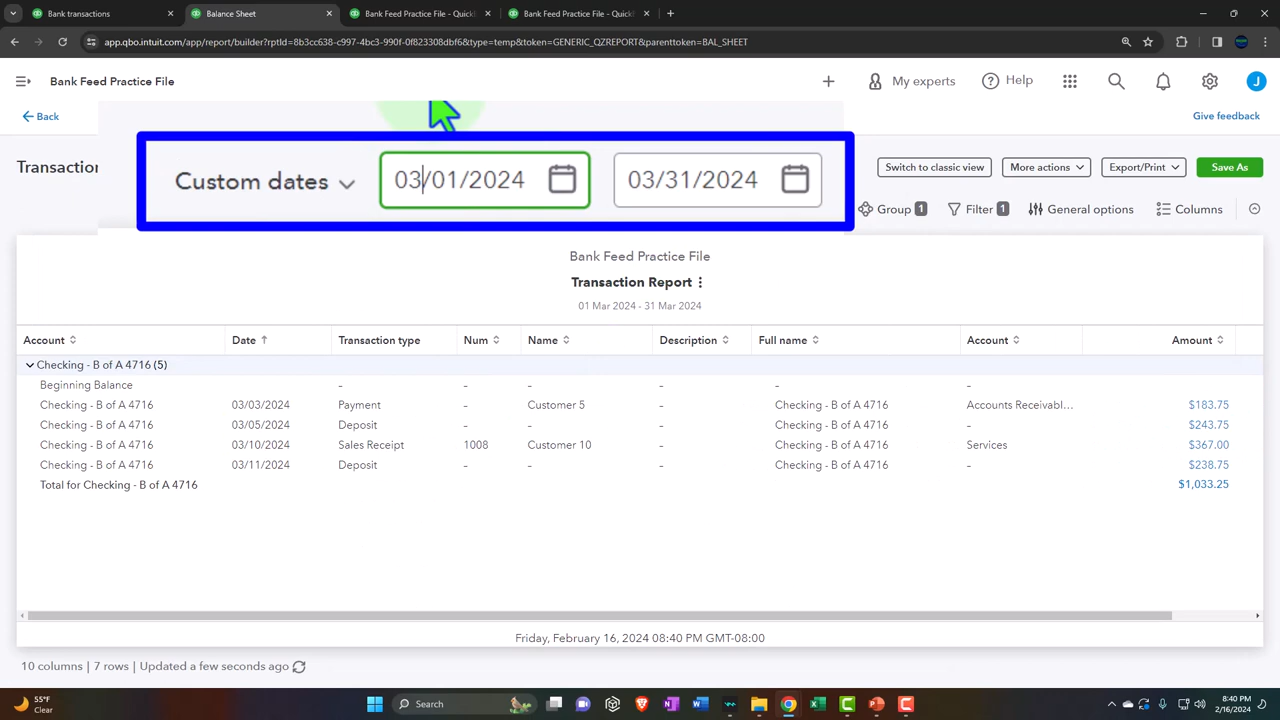 Bank transactions
Balance Sheet
Bank Feed Practice File - Quick
Bank Feed Practice File - Quick
app.qbo.intuit.com/app/report/builder?rptId=8b3cc638-c997-4bc3-990f-0f823308dbf6&type=temp&token=GENERIC_QZREPORT&parenttoken=BAL_SHEET
Bank Feed Practice File
My experts
Help
J
Back
Give feedback
Transaction
Custom dates 03/01/2024 03/31/2024
Switch to classic view More actions Export/Print Save As
Group 1 Filter 1 General options Columns
Bank Feed Practice File
Transaction Report
01 Mar 2024 - 31 Mar 2024
Account Date Transaction type Num Name Description Full name Account Amount
Checking - B of A 4716 (5)
Beginning Balance – – – – – –
Checking - B of A 4716 03/03/2024 Payment – Customer 5 – Checking - B of A 4716 Accounts Receivabl... $183.75
Checking - B of A 4716 03/05/2024 Deposit – – – Checking - B of A 4716 – $243.75
Checking - B of A 4716 03/10/2024 Sales Receipt 1008 Customer 10 – Checking - B of A 4716 Services $367.00
Checking - B of A 4716 03/11/2024 Deposit – – – Checking - B of A 4716 – $238.75
Total for Checking - B of A 4716 $1,033.25
Friday, February 16, 2024 08:40 PM GMT-08:00
10 columns | 7 rows | Updated a few seconds ago
55°F
Clear
Search
8:40 PM
2/16/2024